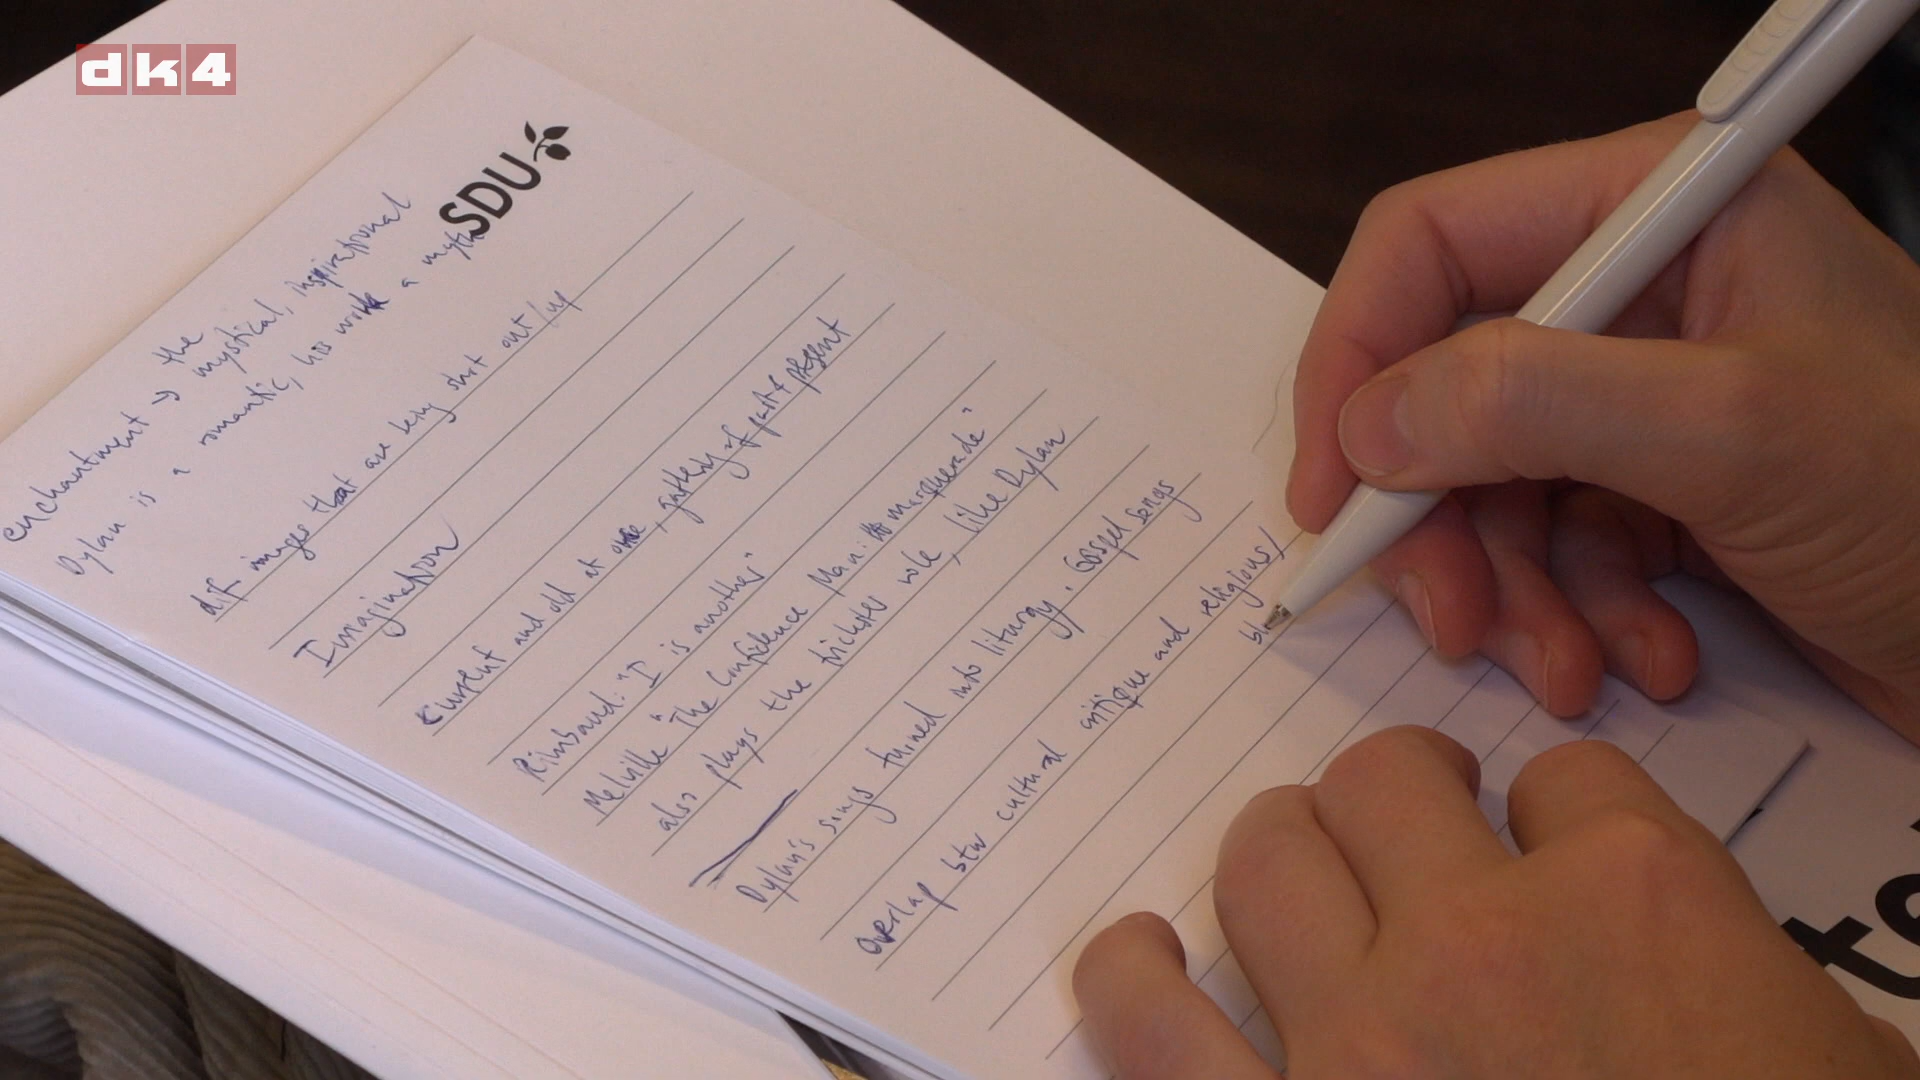 dk4
SDU
enchantment → the mystical, inspirational
Dylan is a romantic, his work a myth
dif images that are being shut out/up
Imagination
Current and old at once, gathering of past & present
Rimbaud: "I is another"
Melville "The Confidence Man: masquerade"
also plays the trickster role, like Dylan
Dylan's songs turned into liturgy. Gospel songs
Overlap btw cultural critique and religious/